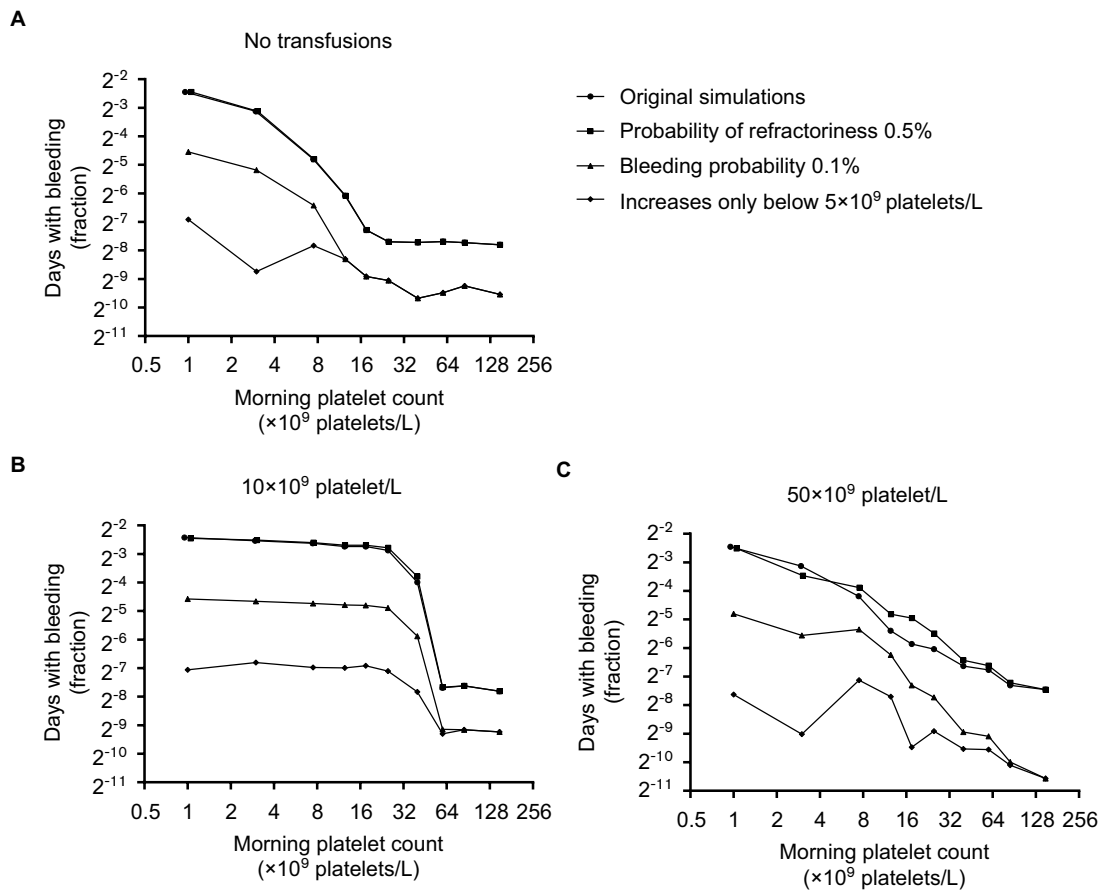 A
No transfusions
2⁻²
2⁻³
2⁻⁴
2⁻⁵
2⁻⁶
2⁻⁷
2⁻⁸
2⁻⁹
2⁻¹⁰
2⁻¹¹
Days with bleeding
(fraction)
0.5 1 2 4 8 16 32 64 128 256
Morning platelet count
(×10⁹ platelets/L)
Original simulations
Probability of refractoriness 0.5%
Bleeding probability 0.1%
Increases only below 5×10⁹ platelets/L
B
10×10⁹ platelet/L
2⁻²
2⁻³
2⁻⁴
2⁻⁵
2⁻⁶
2⁻⁷
2⁻⁸
2⁻⁹
2⁻¹⁰
2⁻¹¹
Days with bleeding
(fraction)
0.5 1 2 4 8 16 32 64 128 256
Morning platelet count
(×10⁹ platelets/L)
C
50×10⁹ platelet/L
2⁻²
2⁻³
2⁻⁴
2⁻⁵
2⁻⁶
2⁻⁷
2⁻⁸
2⁻⁹
2⁻¹⁰
2⁻¹¹
Days with bleeding
(fraction)
0.5 1 2 4 8 16 32 64 128 256
Morning platelet count
(×10⁹ platelets/L)